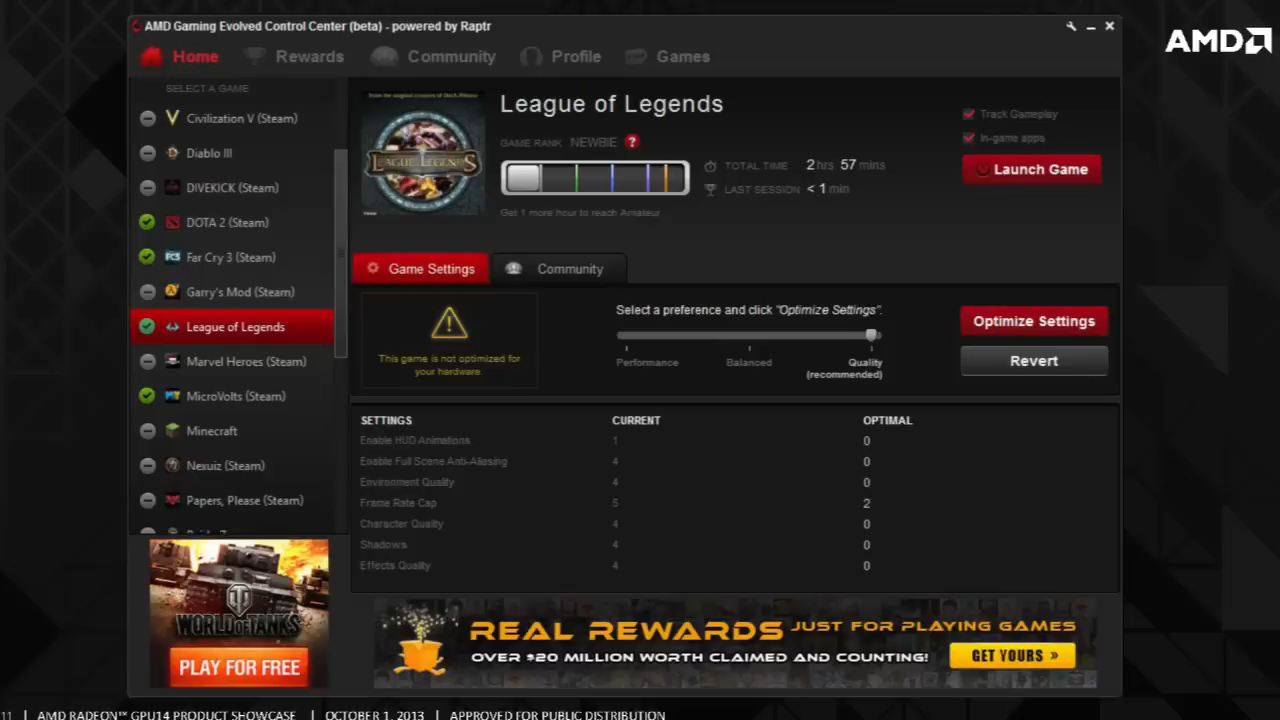 AMD Gaming Evolved Control Center (beta) - powered by Raptr
AMD
Home Rewards Community Profile Games
SELECT A GAME
Civilization V (Steam)
Diablo III
DIVEKICK (Steam)
DOTA 2 (Steam)
FC3 Far Cry 3 (Steam)
Garry's Mod (Steam)
League of Legends
Marvel Heroes (Steam)
MicroVolts (Steam)
Minecraft
Nexuiz (Steam)
Papers, Please (Steam)
WORLD OF TANKS
PLAY FOR FREE
LEAGUE OF LEGENDS
League of Legends
GAME RANK NEWBIE ?
Get 1 more hour to reach Amateur
TOTAL TIME 2 hrs 57 mins
LAST SESSION < 1 min
Track Gameplay
In-game apps
Launch Game
Game Settings Community
This game is not optimized for
your hardware.
Select a preference and click "Optimize Settings".
Performance Balanced Quality
(recommended)
Optimize Settings
Revert
SETTINGS CURRENT OPTIMAL
Enable HUD Animations 1 0
Enable Full Scene Anti-Aliasing 4 0
Environment Quality 4 0
Frame Rate Cap 5 2
Character Quality 4 0
Shadows 4 0
Effects Quality 4 0
REAL REWARDS JUST FOR PLAYING GAMES
OVER $20 MILLION WORTH CLAIMED AND COUNTING!
GET YOURS »
11 | AMD RADEON™ GPU14 PRODUCT SHOWCASE | OCTOBER 1, 2013 | APPROVED FOR PUBLIC DISTRIBUTION